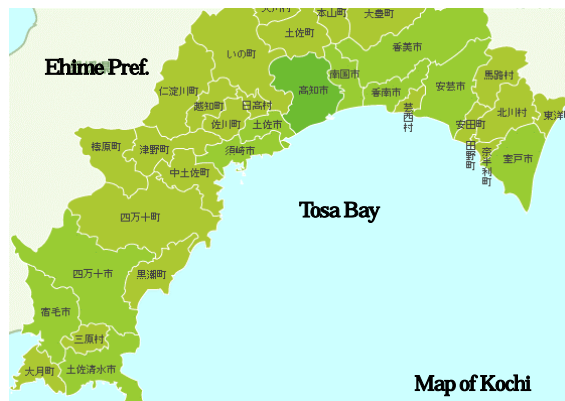 大川村
本山町
大豊町
土佐町
いの町
香美市
Ehime Pref.
南国市
馬路村
仁淀川町
高知市
香南市
安芸市
越知町
日高村
芸西村
北川村
東洋町
佐川町
土佐市
安田町
梼原町
津野町
須崎市
田野町
奈半利町
室戸市
中土佐町
四万十町
Tosa Bay
四万十市
黒潮町
宿毛市
三原村
大月町
土佐清水市
Map of Kochi